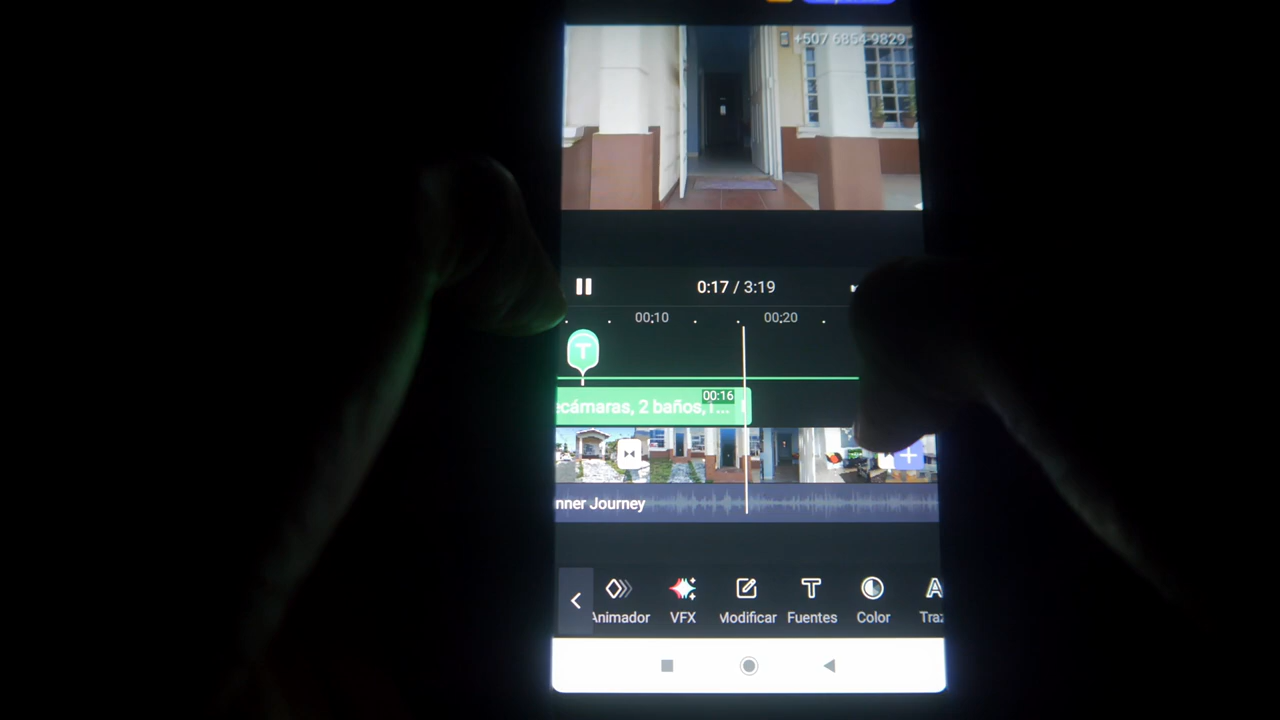 +507 6854-9829
0:17 / 3:19
00:10
00:20
T
00:16
ecámaras, 2 baños,
nner Journey
Animador
VFX
Modificar
Fuentes
Color
Traz